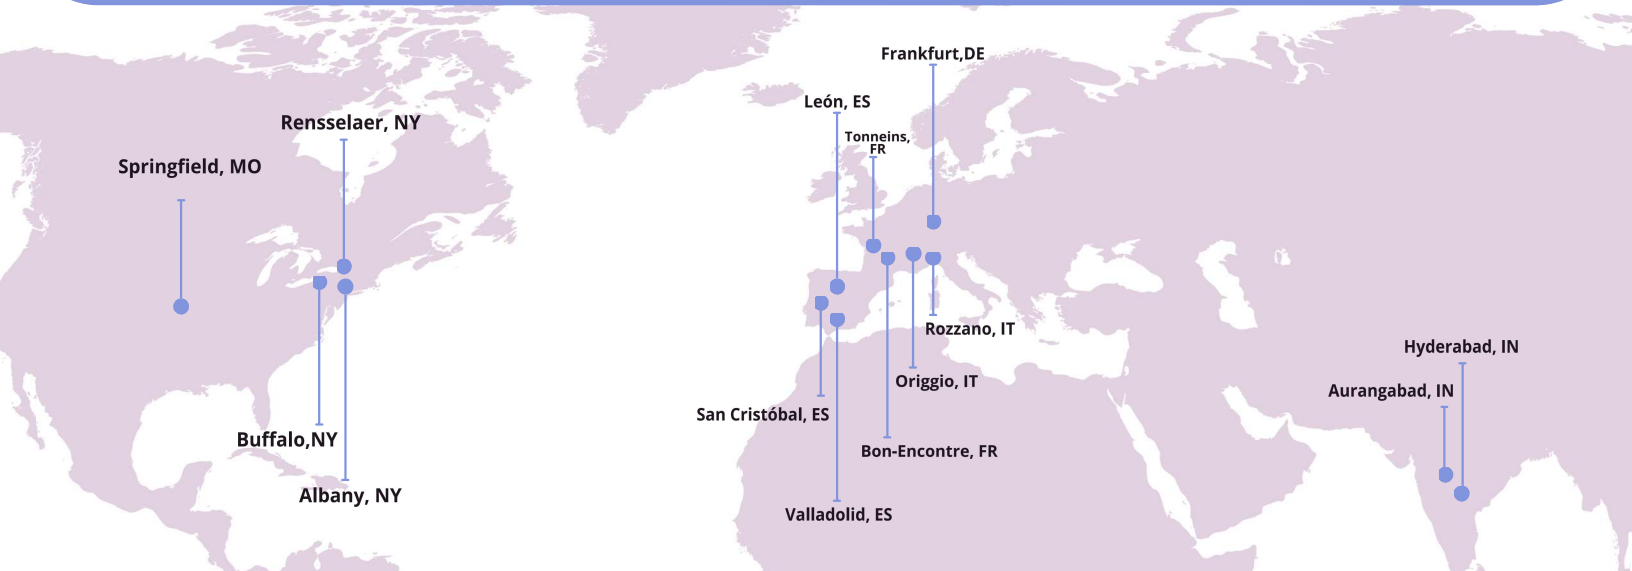 Frankfurt,DE
León, ES
Rensselaer, NY
Tonneins,
FR
Springfield, MO
Rozzano, IT
Hyderabad, IN
Origgio, IT
Aurangabad, IN
San Cristóbal, ES
Buffalo,NY
Bon-Encontre, FR
Albany, NY
Valladolid, ES